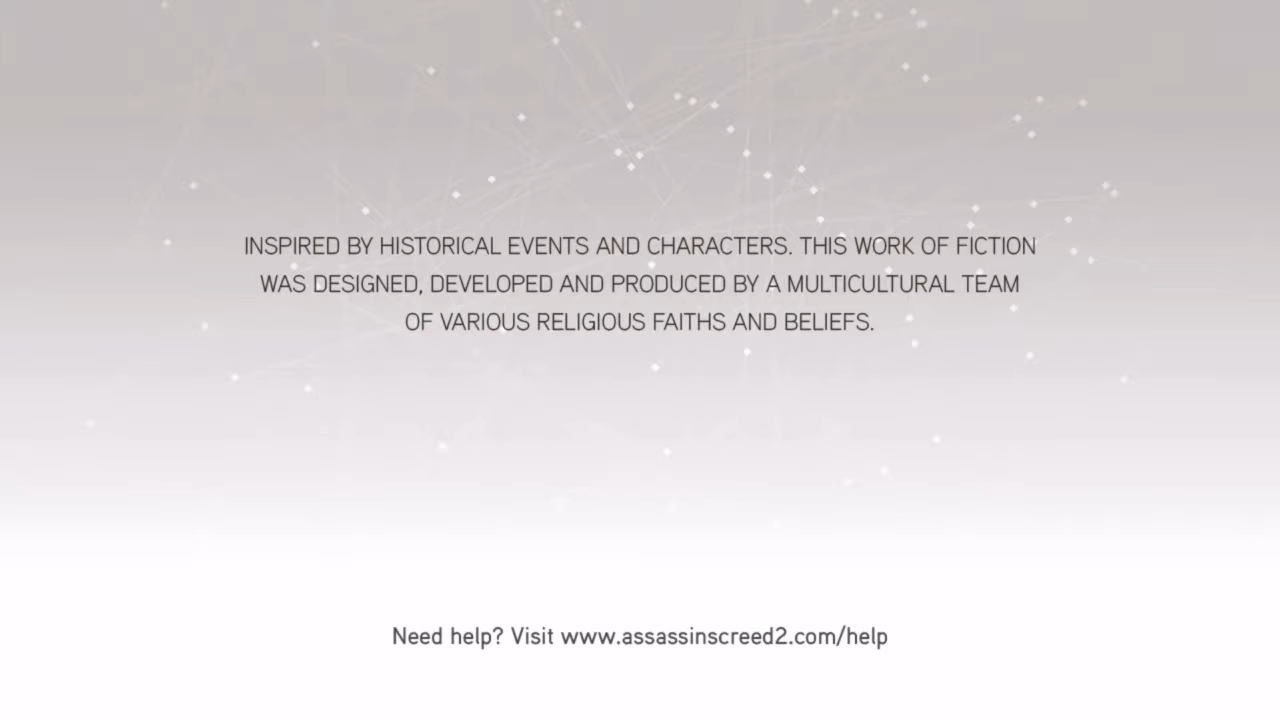 INSPIRED BY HISTORICAL EVENTS AND CHARACTERS. THIS WORK OF FICTION
WAS DESIGNED, DEVELOPED AND PRODUCED BY A MULTICULTURAL TEAM
OF VARIOUS RELIGIOUS FAITHS AND BELIEFS.
Need help? Visit www.assassinscreed2.com/help